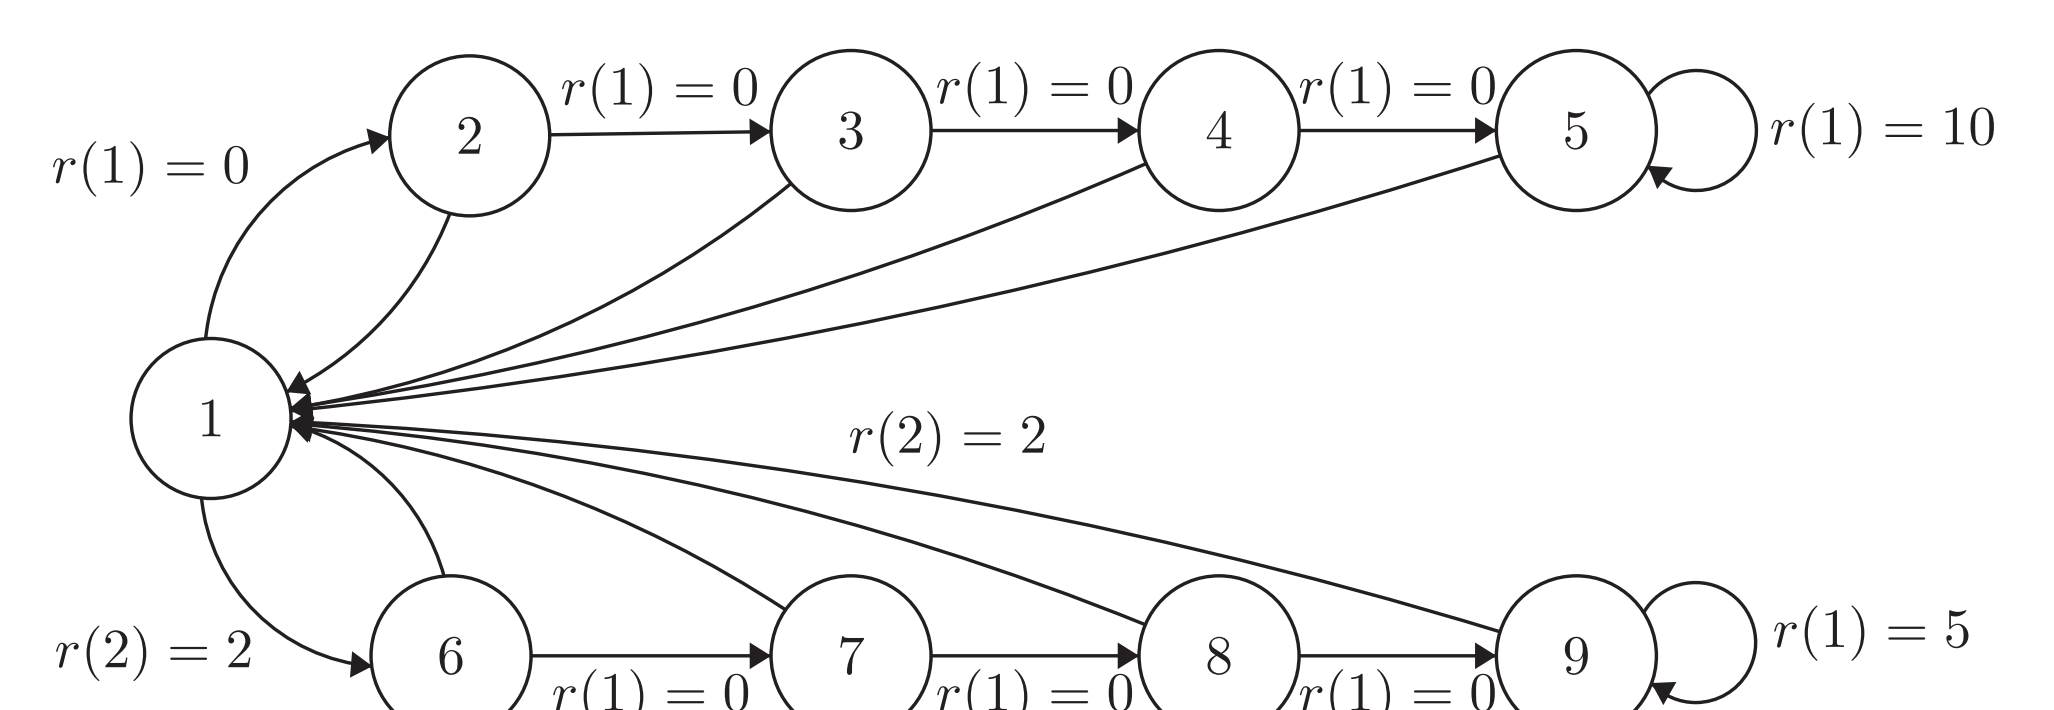 r(1) = 0
r(1) = 0
r(1) = 0
2
3
4
5
r(1) = 10
r(1) = 0
1
r(2) = 2
r(2) = 2
6
7
8
9
r(1) = 5
r(1) = 0
r(1) = 0
r(1) = 0